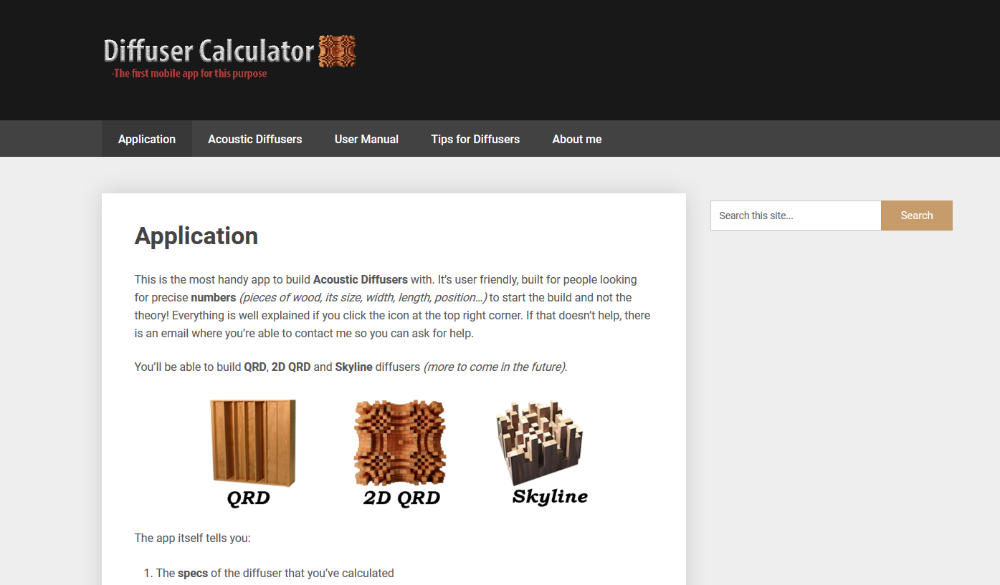 Diffuser Calculator
-The first mobile app for this purpose
Application
Acoustic Diffusers
User Manual
Tips for Diffusers
About me
Search this site...
Search
Application
This is the most handy app to build Acoustic Diffusers with. It’s user friendly, built for people looking
for precise numbers (pieces of wood, its size, width, length, position…) to start the build and not the
theory! Everything is well explained if you click the icon at the top right corner. If that doesn’t help, there
is an email where you’re able to contact me so you can ask for help.
You’ll be able to build QRD, 2D QRD and Skyline diffusers (more to come in the future).
QRD
2D QRD
Skyline
The app itself tells you:
1. The specs of the diffuser that you’ve calculated